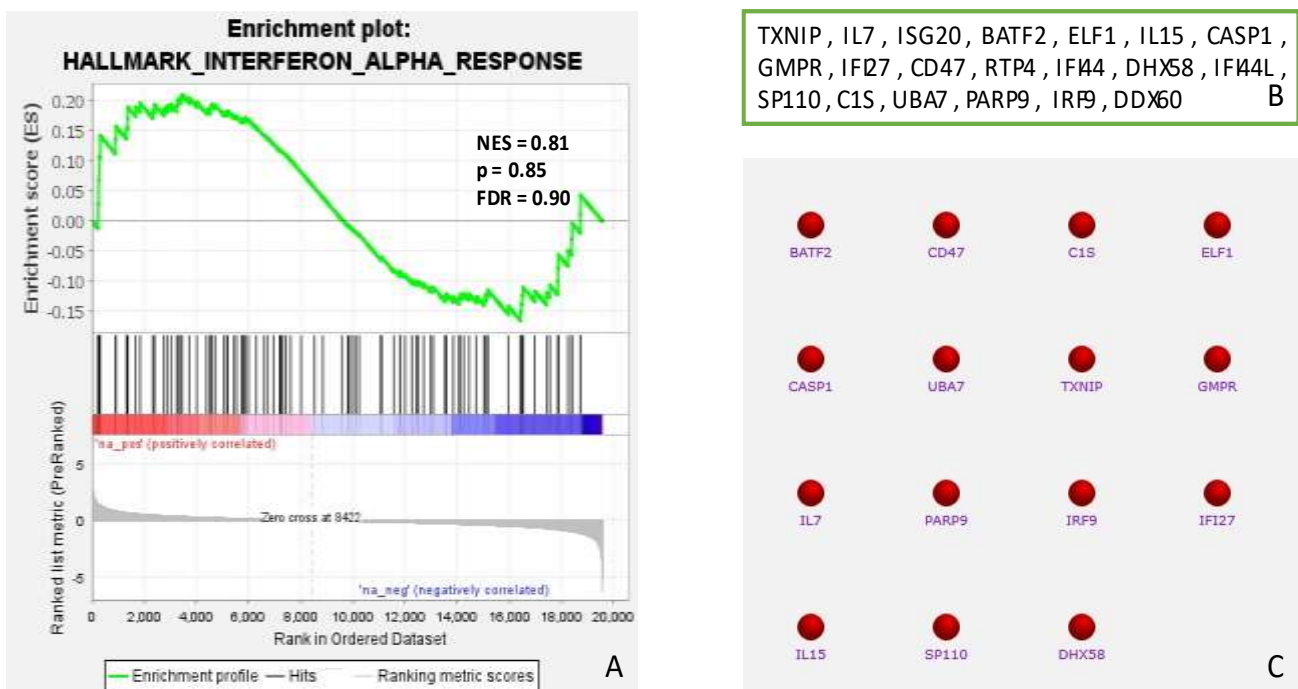 Enrichment plot:
HALLMARK_INTERFERON_ALPHA_RESPONSE
Enrichment score (ES)
0.20
0.15
0.10
0.05
0.00
-0.05
-0.10
-0.15
NES = 0.81
p = 0.85
FDR = 0.90
Ranked list metric (PreRanked)
'na_pos' (positively correlated)
5
0
-5
Zero cross at 8422
'na_neg' (negatively correlated)
0 2,000 4,000 6,000 8,000 10,000 12,000 14,000 16,000 18,000 20,000
Rank in Ordered Dataset
Enrichment profile Hits Ranking metric scores
A
TXNIP , IL7 , ISG20 , BATF2 , ELF1 , IL15 , CASP1 ,
GMPR , IFI27 , CD47 , RTP4 , IFI44 , DHX58 , IFI44L ,
SP110 , C1S , UBA7 , PARP9 , IRF9 , DDX60
B
BATF2 CD47 C1S ELF1
CASP1 UBA7 TXNIP GMPR
IL7 PARP9 IRF9 IFI27
IL15 SP110 DHX58
C